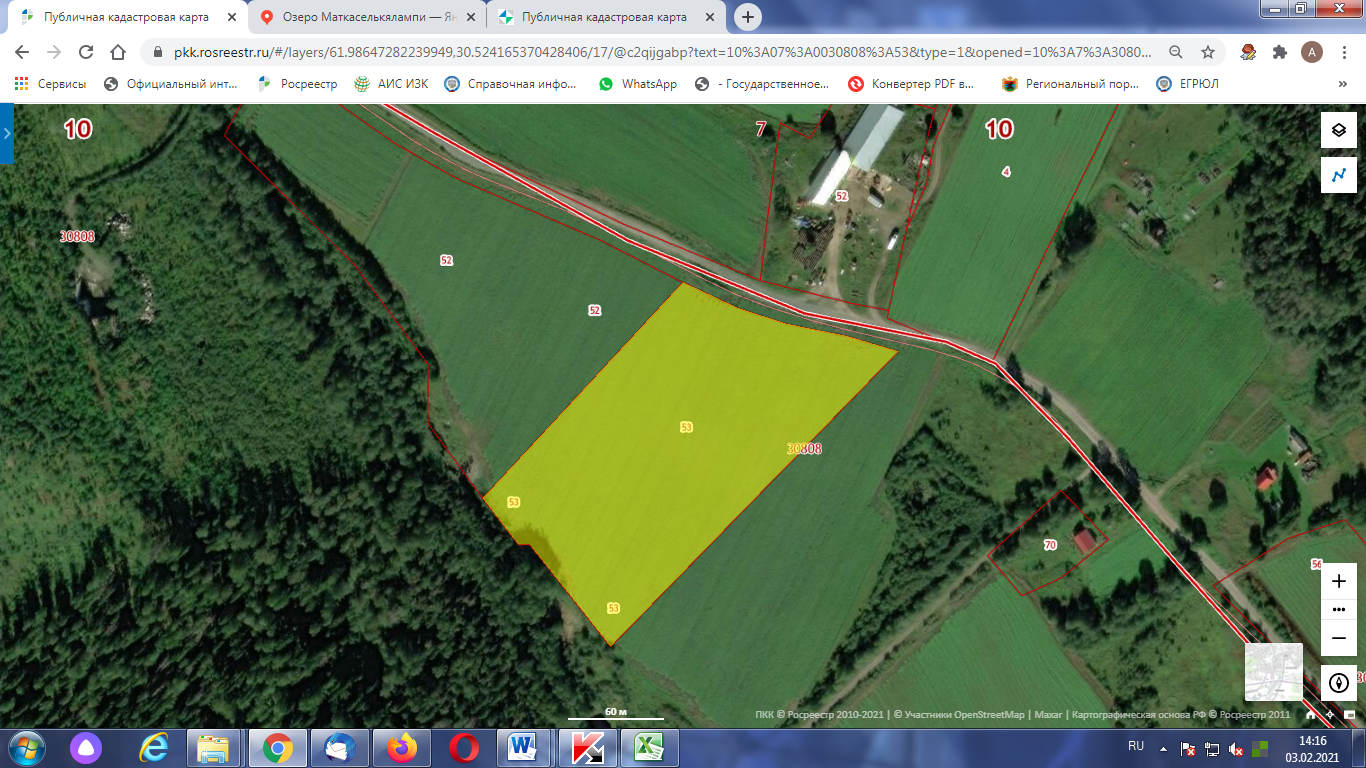 Публичная кадастровая карта
Озеро Маткаселькялампи — Ян
Публичная кадастровая карта
pkk.rosreestr.ru/#/layers/61.98647282239949,30.524165370428406/17/@c2qijgabp?text=10%3A07%3A0030808%3A53&type=1&opened=10%3A7%3A3080...
A
Сервисы
Официальный инт...
Росреестр
АИС ИЗК
Справочная инфо...
WhatsApp
- Государственное...
Конвертер PDF в...
Региональный пор...
ЕГРЮЛ
»
10
7
10
4
52
30808
52
52
53
30808
53
70
56
53
60 м
ПКК © Росреестр 2010-2021 | © Участники OpenStreetMap | Maxar | Картографическая основа РФ © Росреестр 2011
RU
14:16
03.02.2021